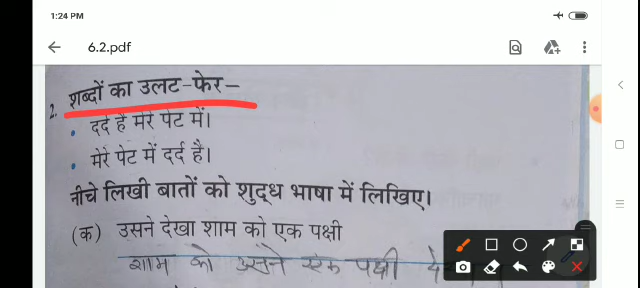 1:24 PM
6.2.pdf
2. शब्दों का उलट-फेर–
• दर्द है मेरे पेट में।
• मेरे पेट में दर्द है।
नीचे लिखी बातों को शुद्ध भाषा में लिखिए।
(क) उसने देखा शाम को एक पक्षी
शाम को उसने एक पक्षी